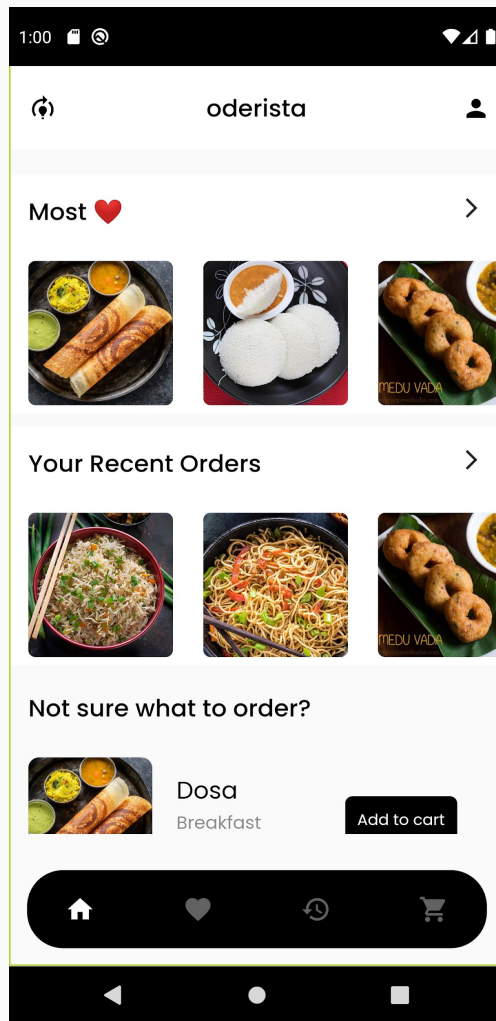 1:00
oderista
Most ❤️
MEDU VADA
Your Recent Orders
MEDU VADA
Not sure what to order?
Dosa
Breakfast
Add to cart